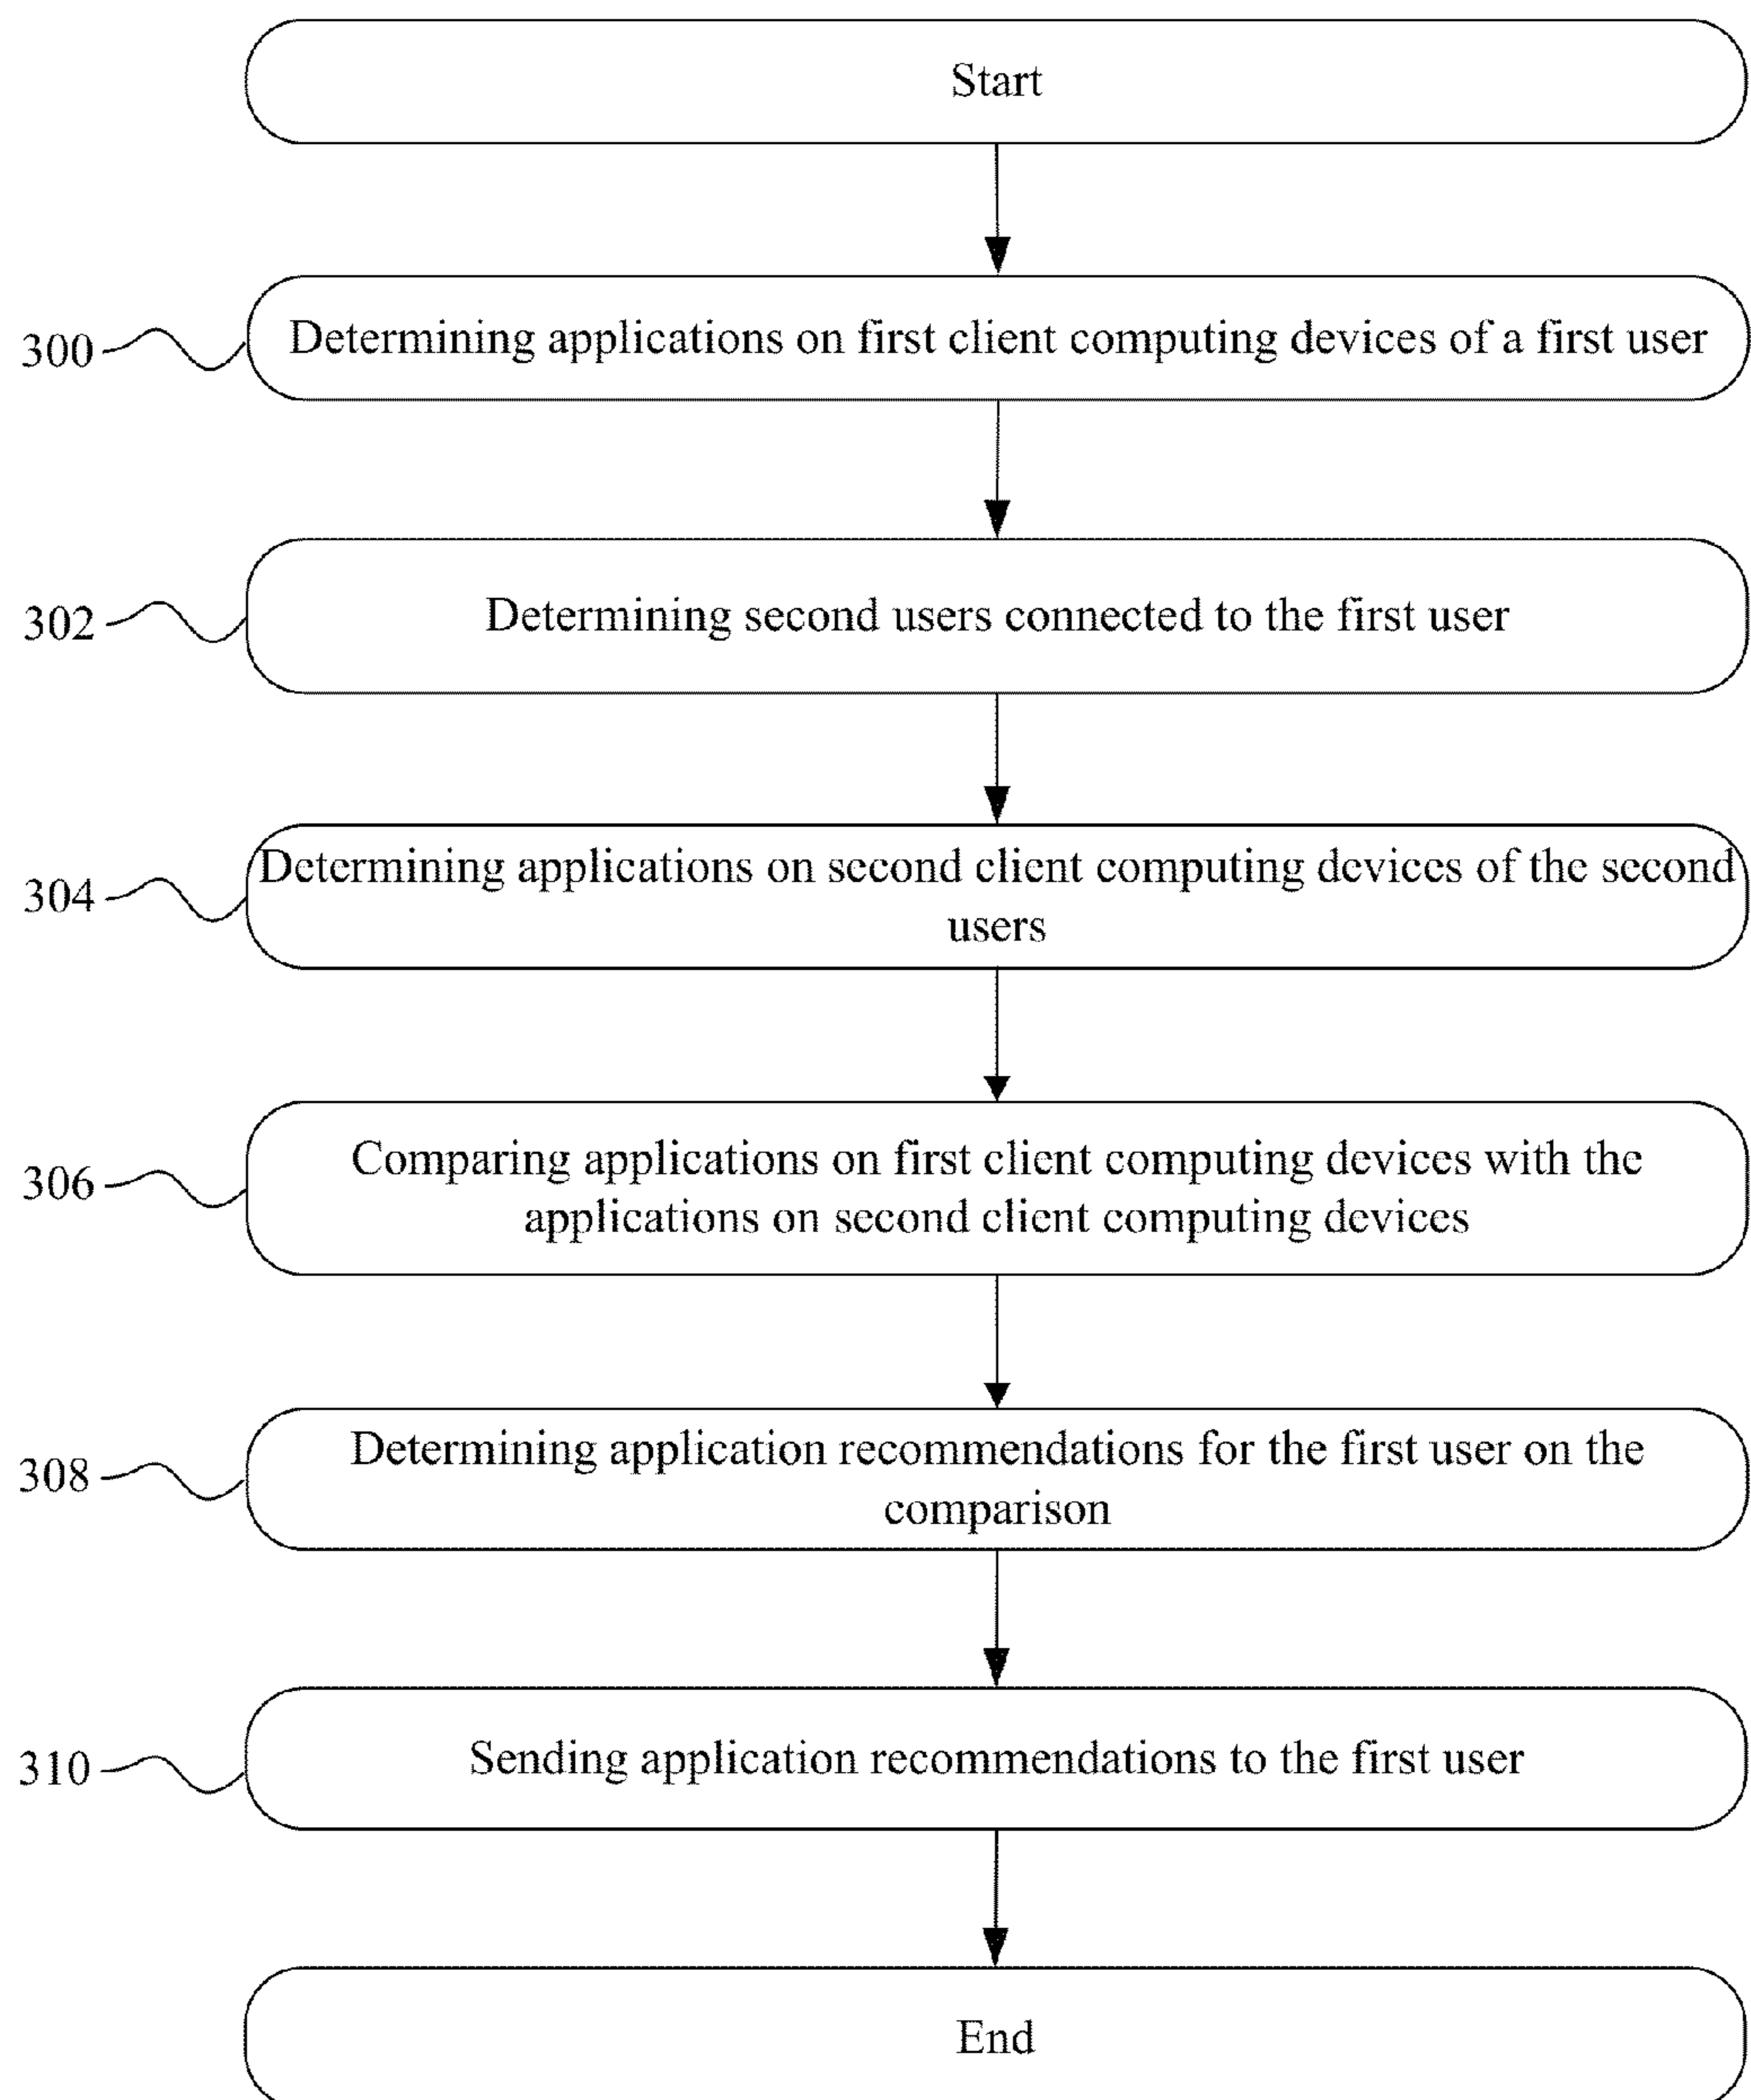 Start
300
Determining applications on first client computing devices of a first user
302
Determining second users connected to the first user
304
Determining applications on second client computing devices of the second
users
306
Comparing applications on first client computing devices with the
applications on second client computing devices
308
Determining application recommendations for the first user on the
comparison
310
Sending application recommendations to the first user
End